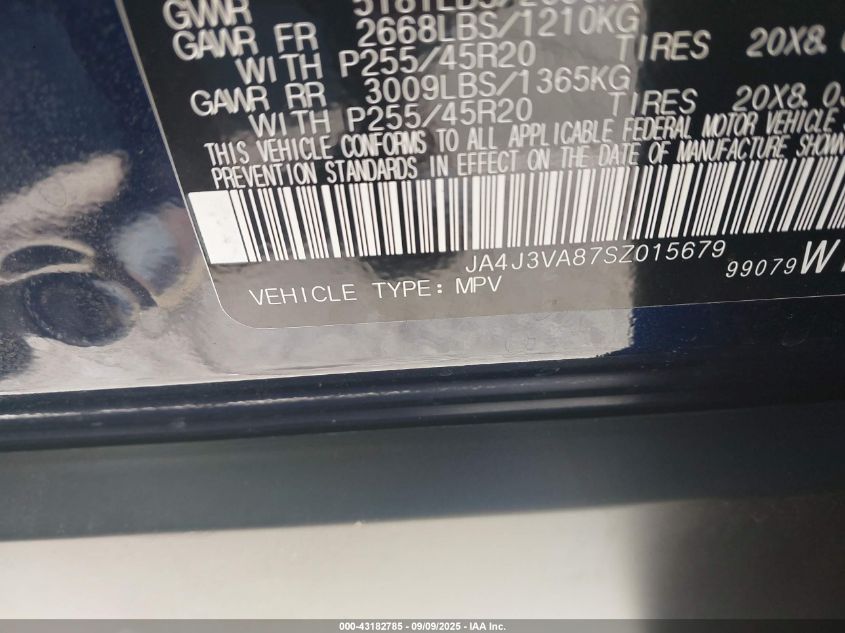 GVWR
GAWR FR 2668LBS/1210KG
WITH P255/45R20 TIRES 20X8.
GAWR RR 3009LBS/1365KG
WITH P255/45R20 TIRES 20X8.0
THIS VEHICLE CONFORMS TO ALL APPLICABLE FEDERAL MOTOR VEHICLE
PREVENTION STANDARDS IN EFFECT ON THE DATE OF MANUFACTURE SHOWN
JA4J3VA87SZ015679
99079
VEHICLE TYPE: MPV
000-43182785 - 09/09/2025 - IAA Inc.